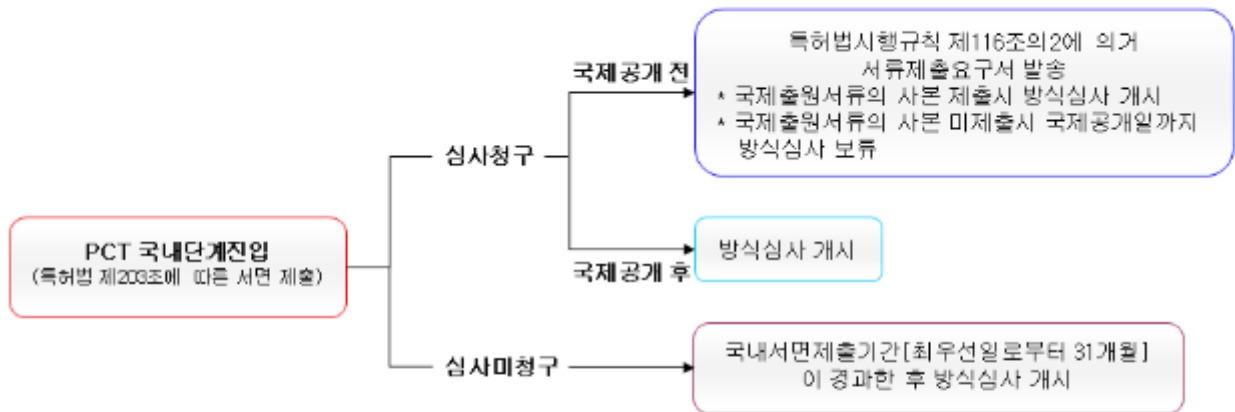 특허법시행규칙 제116조의2에 의거
서류제출요구서 발송
* 국제출원서류의 사본 제출시 방식심사 개시
* 국제출원서류의 사본 미제출시 국제공개일까지
방식심사 보류
국제공개 전
심사청구
PCT 국내단계진입
(특허법 제203조에 따른 서면 제출)
방식심사 개시
국제공개 후
심사미청구
국내서면제출기간[최우선일로부터 31개월]
이 경과한 후 방식심사 개시